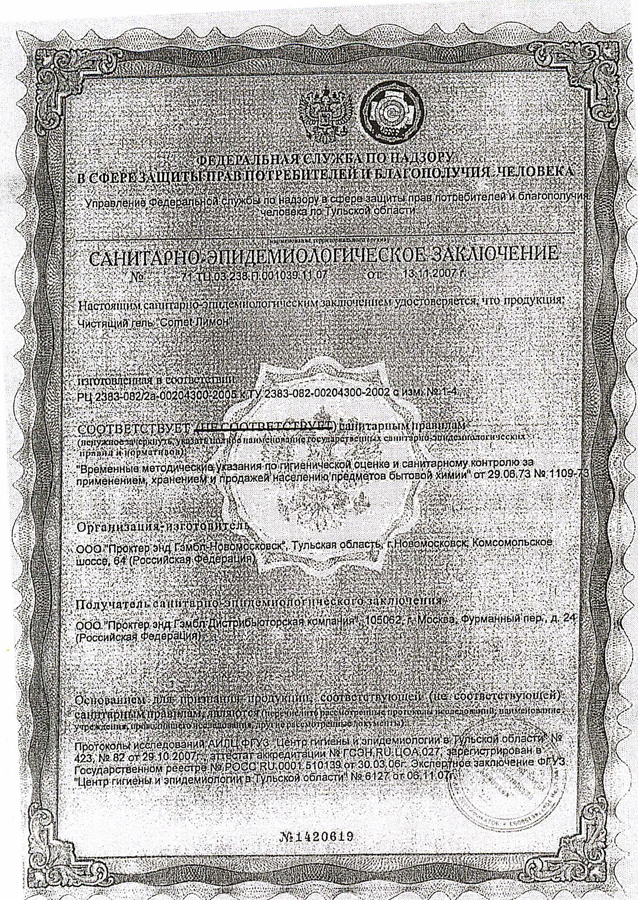 ФЕДЕРАЛЬНАЯ СЛУЖБА ПО НАДЗОРУ
В СФЕРЕ ЗАЩИТЫ ПРАВ ПОТРЕБИТЕЛЕЙ И БЛАГОПОЛУЧИЯ ЧЕЛОВЕКА
Управление Федеральной службы по надзору в сфере защиты прав потребителей и благополучия
человека по Тульской области
наименование территориального органа
САНИТАРНО-ЭПИДЕМИОЛОГИЧЕСКОЕ ЗАКЛЮЧЕНИЕ
№ 71.ТЦ.03.238.П.001039.11.07 от 13.11.2007 г.
Настоящим санитарно-эпидемиологическим заключением удостоверяется, что продукция:
Чистящий гель "Comet Лимон"
изготовленная в соответствии
РЦ 2383-082/2а-00204300-2005 к ТУ 2383-082-00204300-2002 с изм. № 1-4
СООТВЕТСТВУЕТ (НЕ СООТВЕТСТВУЕТ) санитарным правилам
(ненужное зачеркнуть, указать полное наименование государственных санитарно-эпидемиологических
правил и нормативов):
"Временные методические указания по гигиенической оценке и санитарному контролю за
применением, хранением и продажей населению предметов бытовой химии" от 29.06.73 № 1109-73
Организация-изготовитель
ООО "Проктер энд Гэмбл-Новомосковск", Тульская область, г.Новомосковск, Комсомольское
шоссе, 64 (Российская Федерация)
Получатель санитарно-эпидемиологического заключения
ООО "Проктер энд Гэмбл Дистрибьюторская компания", 105062, г. Москва, Фурманный пер., д. 24
(Российская Федерация)
Основанием для признания продукции, соответствующей (не соответствующей)
санитарным правилам, являются (перечислить рассмотренные протоколы исследований, наименование
учреждения, проводившего исследования, другие рассмотренные документы):
Протоколы исследований АИЛЦ ФГУЗ "Центр гигиены и эпидемиологии в Тульской области" №
423, № 82 от 29.10.2007г., аттестат аккредитации № ГСЭН.RU.ЦОА.027, зарегистрирован в
Государственном реестре № РОСС.RU.0001.510139 от 30.03.06г. Экспертное заключение ФГУЗ
"Центр гигиены и эпидемиологии в Тульской области" № 6127 от 06.11.07г.
№1420619